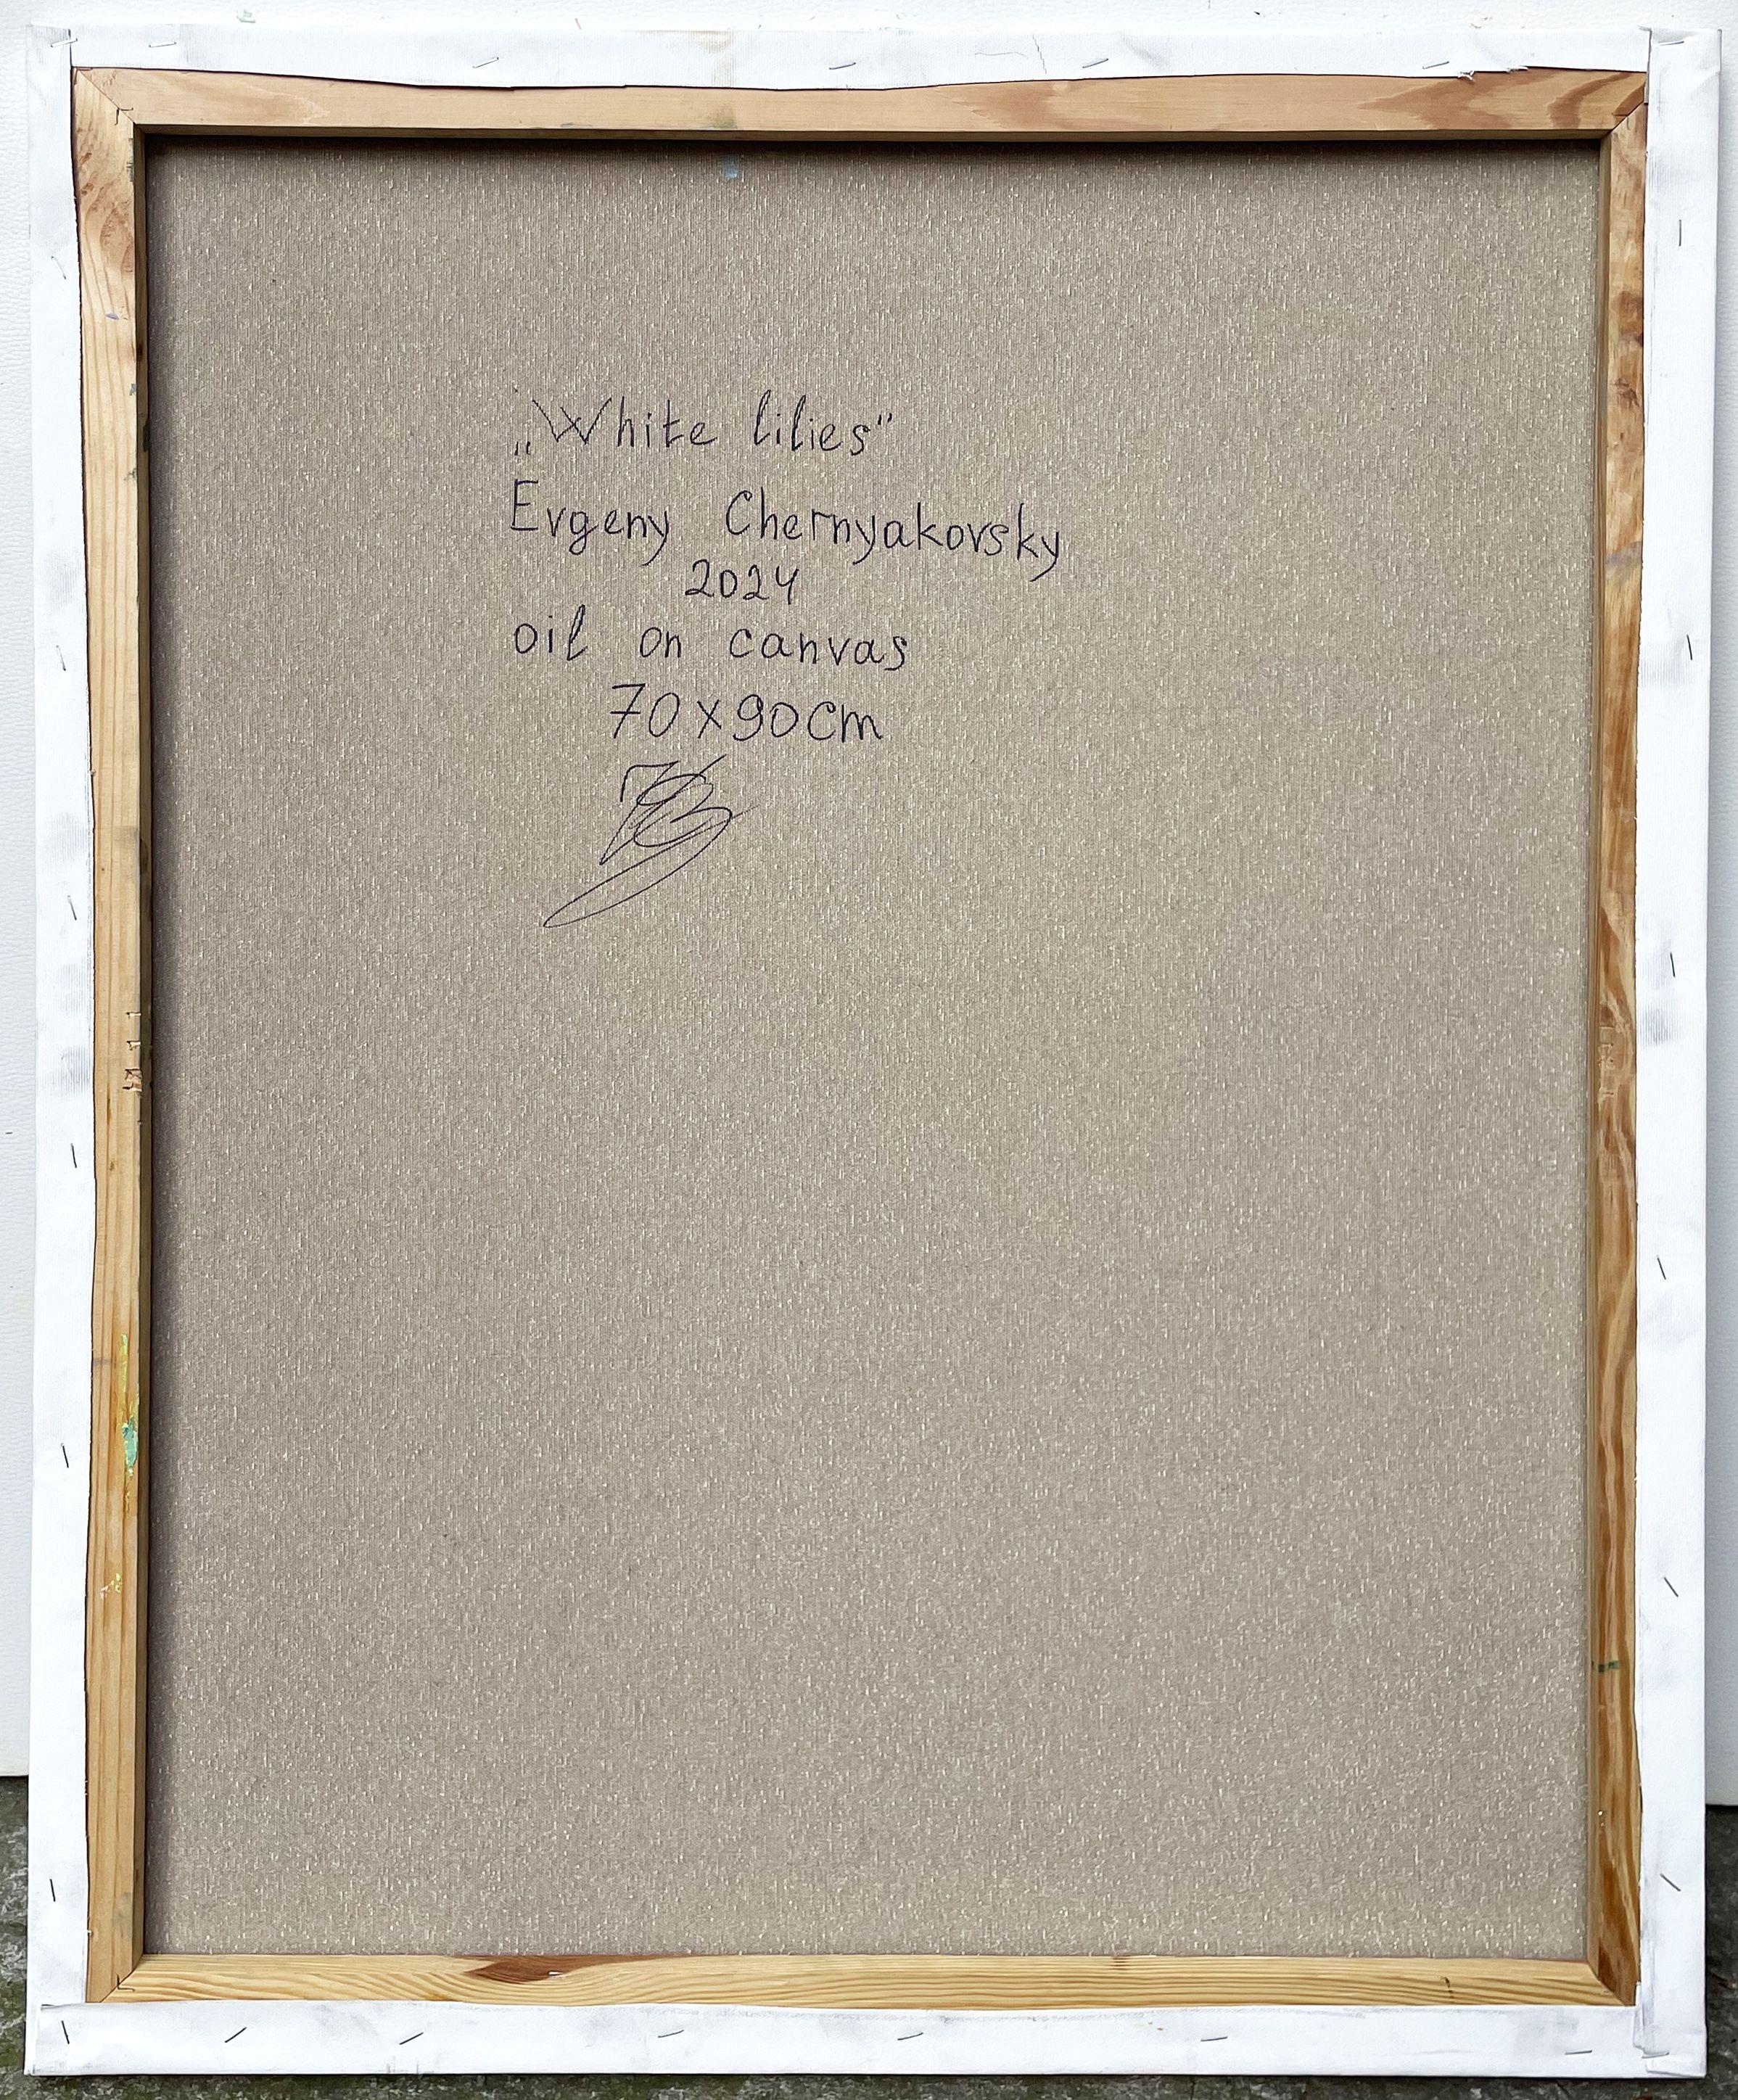 „White lilies"
Evgeny Chernyakovsky
2024
oil on canvas
70x90cm